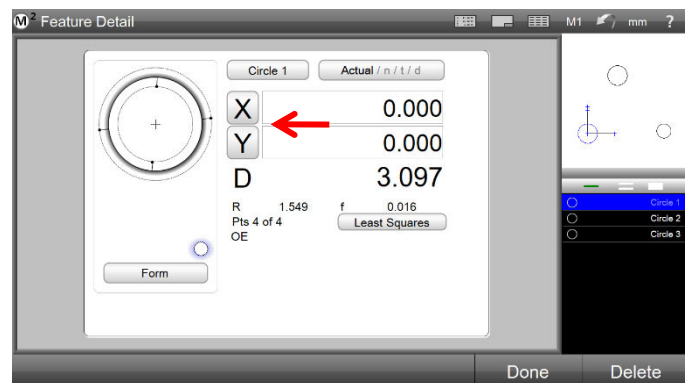 M² Feature Detail M1 mm ?
Circle 1 Actual / n / t / d
X 0.000
Y 0.000
D 3.097
R 1.549 f 0.016
Pts 4 of 4 Least Squares
OE
Form
Circle 1
Circle 2
Circle 3
Done Delete